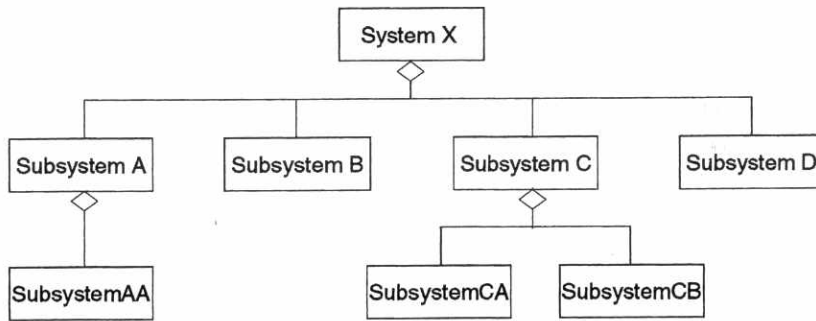 System X
Subsystem A
Subsystem B
Subsystem C
Subsystem D
SubsystemAA
SubsystemCA
SubsystemCB